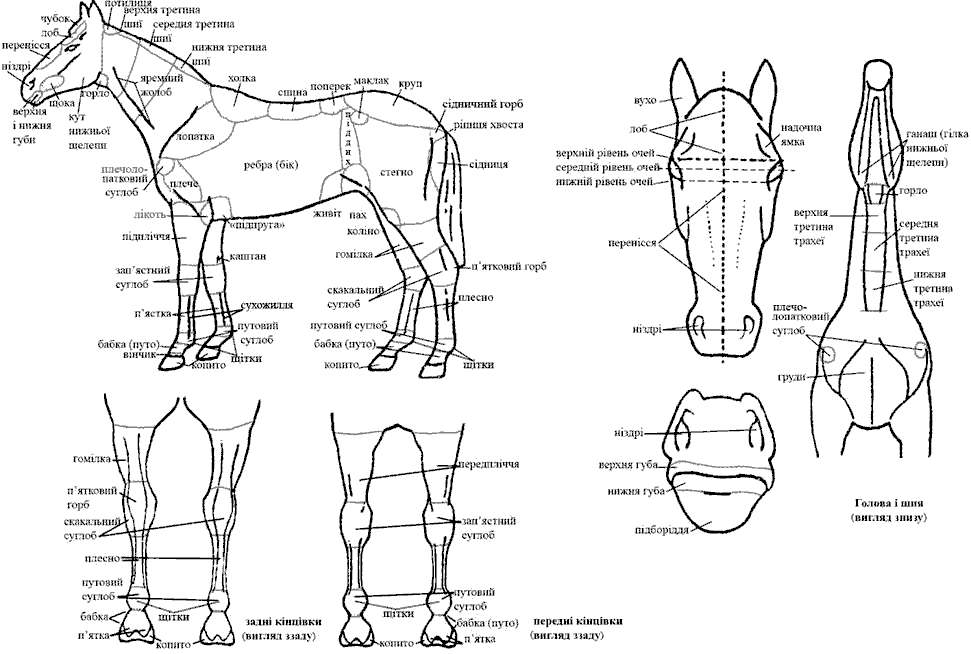 потилиця
верхня третина
шиї
середня третина
шиї
чубок
лоб
перенісся
ніздрі
нижня третина
шиї
яремний
жолоб
холка
спина
поперек
маклак
круп
сідничний горб
ріпиця хвоста
щока
горло
верхня
і нижня
губи
кут
нижньої
щелепи
лопатка
підпах
сідниця
ребра (бік)
стегно
плечоло-
патковий
суглоб
плече
лікоть
«підпруга»
живіт
пах
коліно
підпліччя
гомілка
каштан
п'ятковий горб
зап'ястний
суглоб
скакальний
суглоб
плесно
п'ястка
сухожилля
путовий
суглоб
путовий суглоб
бабка (путо)
вінчик
щітки
копито
бабка (путо)
копито
щітки
вухо
лоб
надочна
ямка
верхній рівень очей
середній рівень очей
нижній рівень очей
перенісся
ніздрі
ганаш (гілка
нижньої
щелепи)
горло
верхня
третина
трахеї
середня
третина
трахеї
нижня
третина
трахеї
плечо-
лопатковий
суглоб
груди
ніздрі
верхня губа
нижня губа
підборіддя
Голова і шия
(вигляд знизу)
гомілка
п'ятковий
горб
скакальний
суглоб
плесно
путовий
суглоб
щітки
бабка
п'ятка
копито
задні кінцівки
(вигляд ззаду)
передпліччя
зап'ястний
суглоб
путовий
суглоб
щітки
бабка (путо)
копито
п'ятка
передні кінцівки
(вигляд ззаду)